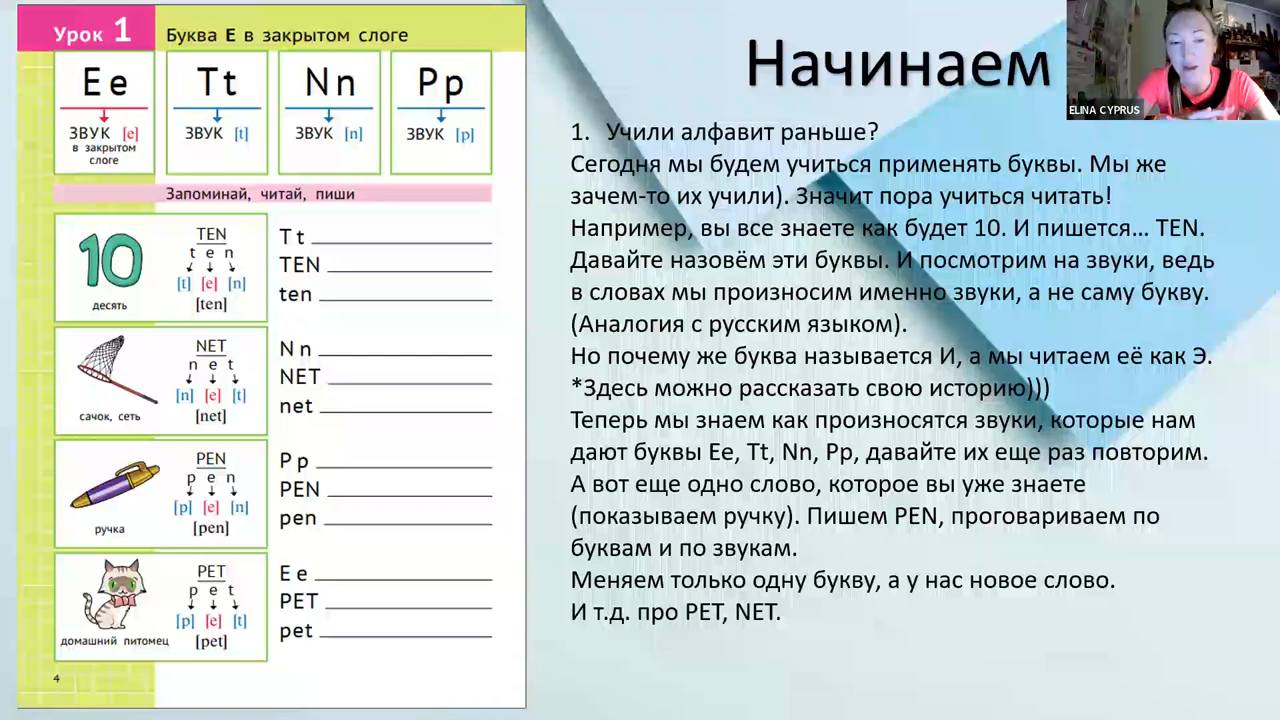 Урок 1
Буква Е в закрытом слоге
Ee
Tt
Nn
Pp
ЗВУК [e]
в закрытом
слоге
ЗВУК [t]
ЗВУК [n]
ЗВУК [p]
Запоминай, читай, пиши
10
десять
TEN
t e n
[t] [e] [n]
[ten]
T t
TEN
ten
сачок, сеть
NET
n e t
[n] [e] [t]
[net]
N n
NET
net
ручка
PEN
p e n
[p] [e] [n]
[pen]
P p
PEN
pen
домашний питомец
PET
p e t
[p] [e] [t]
[pet]
E e
PET
pet
4
Начинаем
1. Учили алфавит раньше?
Сегодня мы будем учиться применять буквы. Мы же
зачем-то их учили). Значит пора учиться читать!
Например, вы все знаете как будет 10. И пишется... TEN.
Давайте назовём эти буквы. И посмотрим на звуки, ведь
в словах мы произносим именно звуки, а не саму букву.
(Аналогия с русским языком).
Но почему же буква называется И, а мы читаем её как Э.
*Здесь можно рассказать свою историю)))
Теперь мы знаем как произносятся звуки, которые нам
дают буквы Ee, Tt, Nn, Pp, давайте их еще раз повторим.
А вот еще одно слово, которое вы уже знаете
(показываем ручку). Пишем PEN, проговариваем по
буквам и по звукам.
Меняем только одну букву, а у нас новое слово.
И т.д. про PET, NET.
ELINA CYPRUS